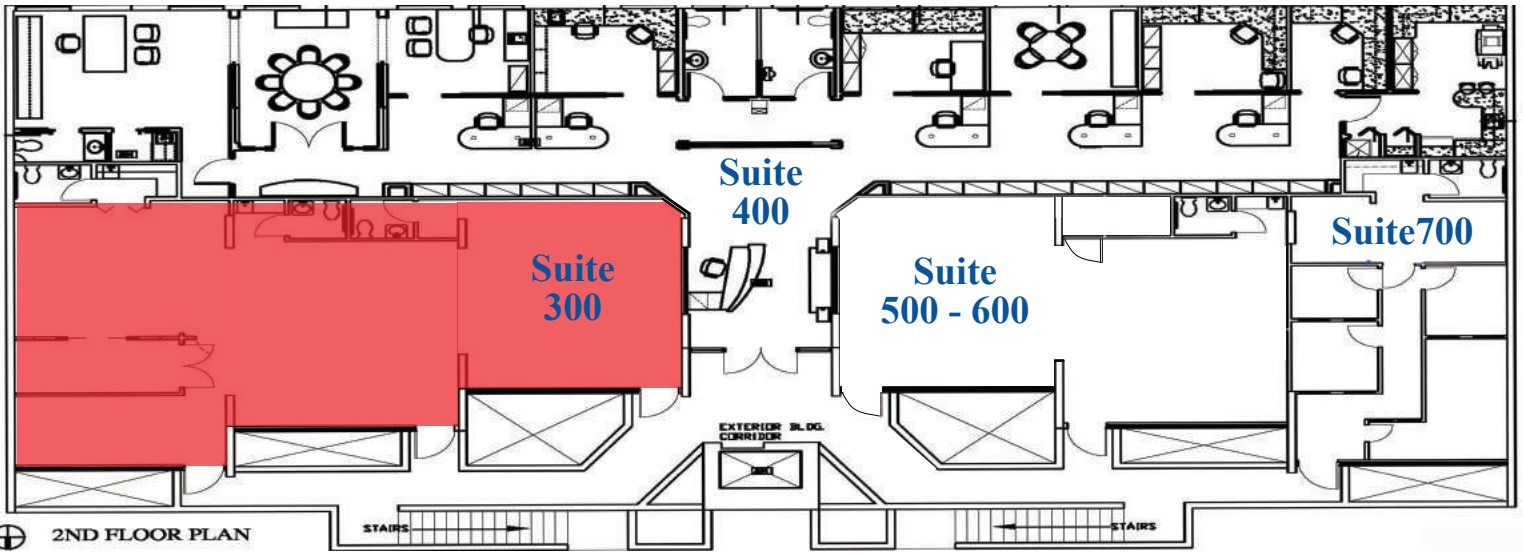 Suite
400
Suite
300
Suite
500 - 600
Suite700
EXTERIOR BLDG.
CORRIDOR
STAIRS
STAIRS
2ND FLOOR PLAN